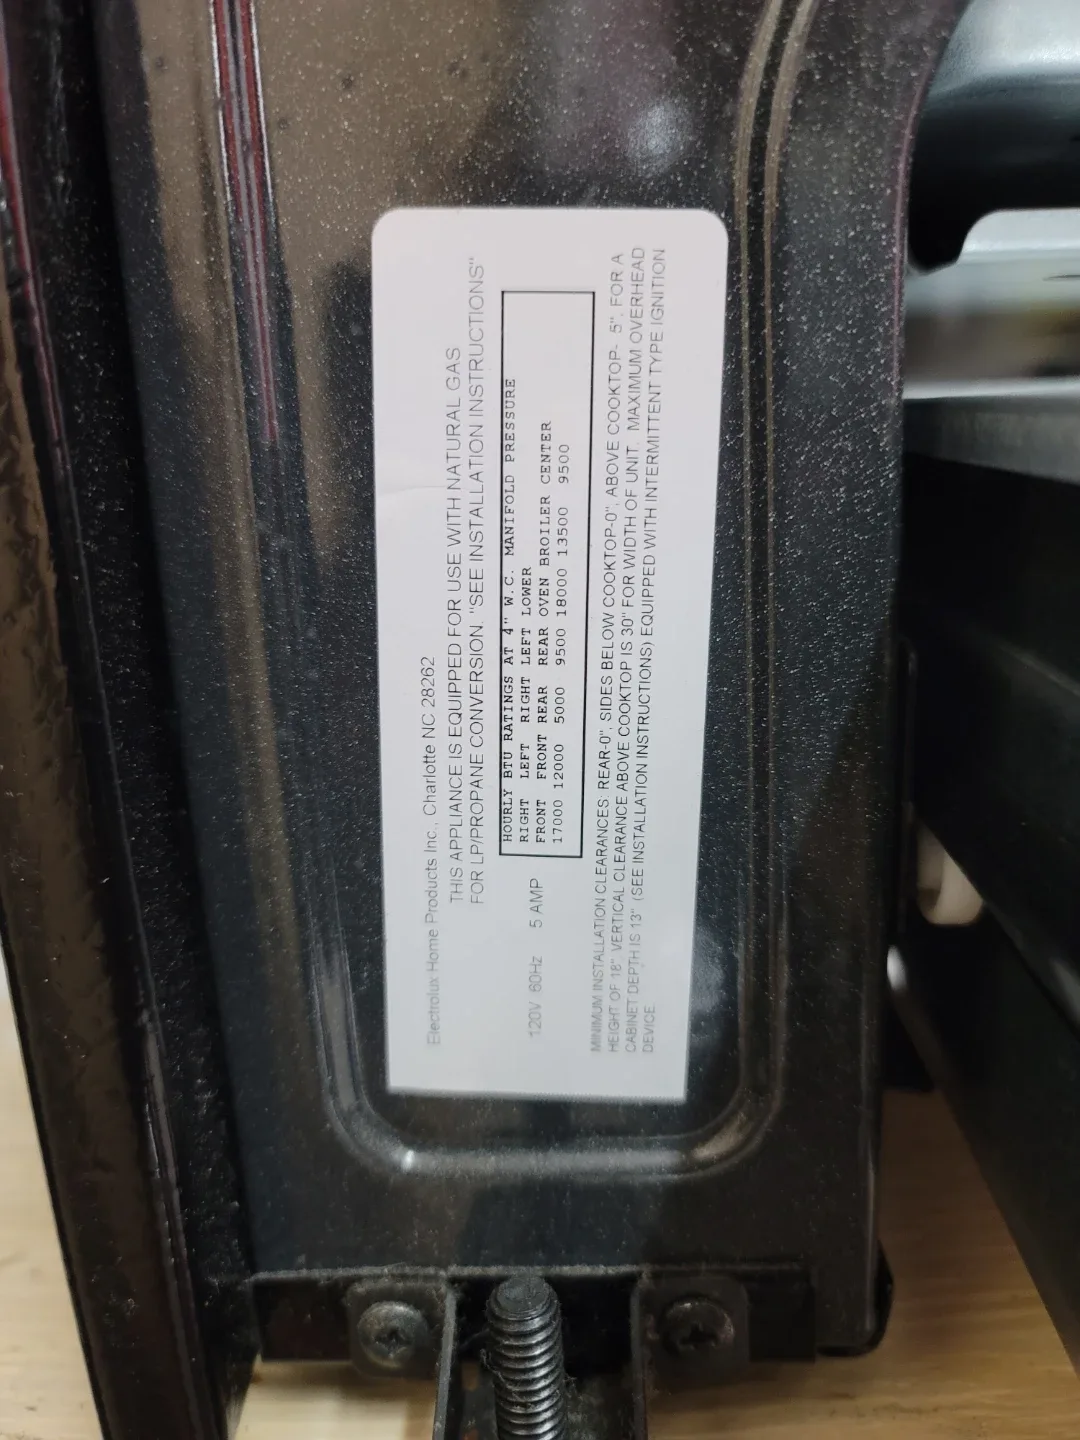 Electrolux Home Products Inc., Charlotte NC 28262
THIS APPLIANCE IS EQUIPPED FOR USE WITH NATURAL GAS
FOR LP/PROPANE CONVERSION. "SEE INSTALLATION INSTRUCTIONS"
120V 60Hz 5 AMP
HOURLY BTU RATINGS AT 4" W.C. MANIFOLD PRESSURE
RIGHT LEFT RIGHT LEFT LOWER
FRONT FRONT REAR REAR OVEN BROILER CENTER
17000 12000 5000 9500 18000 13500 9500
MINIMUM INSTALLATION CLEARANCES: REAR-0", SIDES BELOW COOKTOP-0", ABOVE COOKTOP- 5", FOR A
HEIGHT OF 18". VERTICAL CLEARANCE ABOVE COOKTOP IS 30" FOR WIDTH OF UNIT. MAXIMUM OVERHEAD
CABINET DEPTH IS 13" (SEE INSTALLATION INSTRUCTIONS) EQUIPPED WITH INTERMITTENT TYPE IGNITION
DEVICE